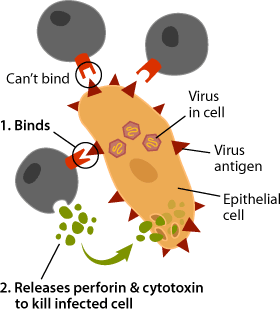 Can't bind
Virus
in cell
1. Binds
Virus
antigen
Epithelial
cell
2. Releases perforin & cytotoxin
to kill infected cell